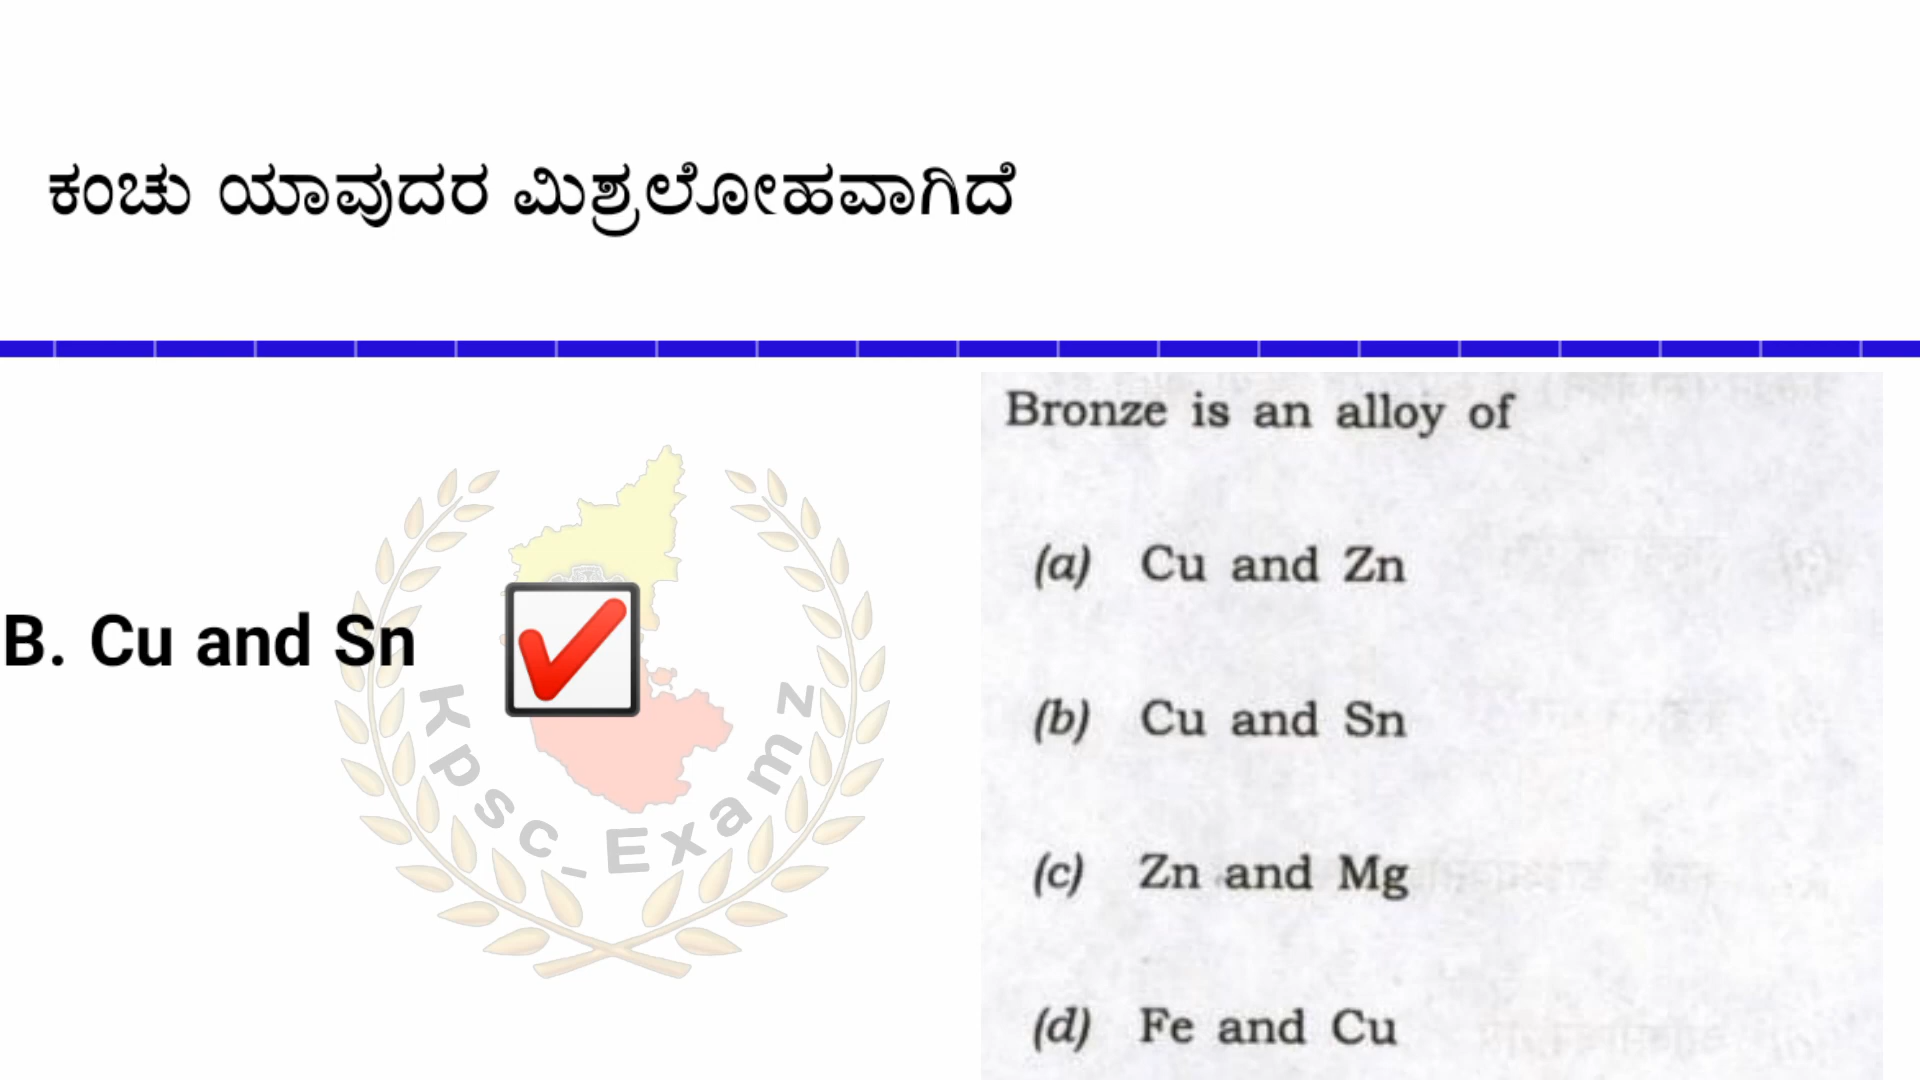 ಕಂಚು ಯಾವುದರ ಮಿಶ್ರಲೋಹವಾಗಿದೆ
B. Cu and Sn
Kpsc_Examz
Bronze is an alloy of
(a) Cu and Zn
(b) Cu and Sn
(c) Zn and Mg
(d) Fe and Cu